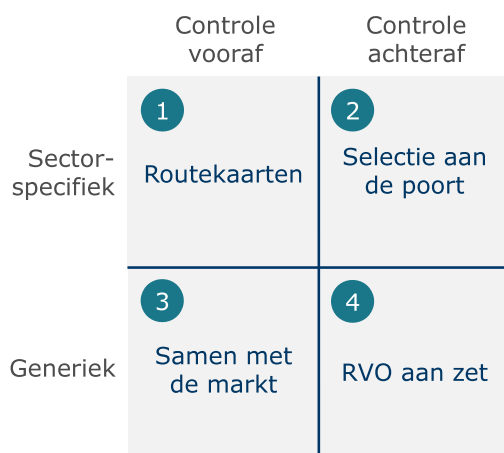 Controle
vooraf
Controle
achteraf
Sector-
specifiek
1
Routekaarten
2
Selectie aan
de poort
Generiek
3
Samen met
de markt
4
RVO aan zet